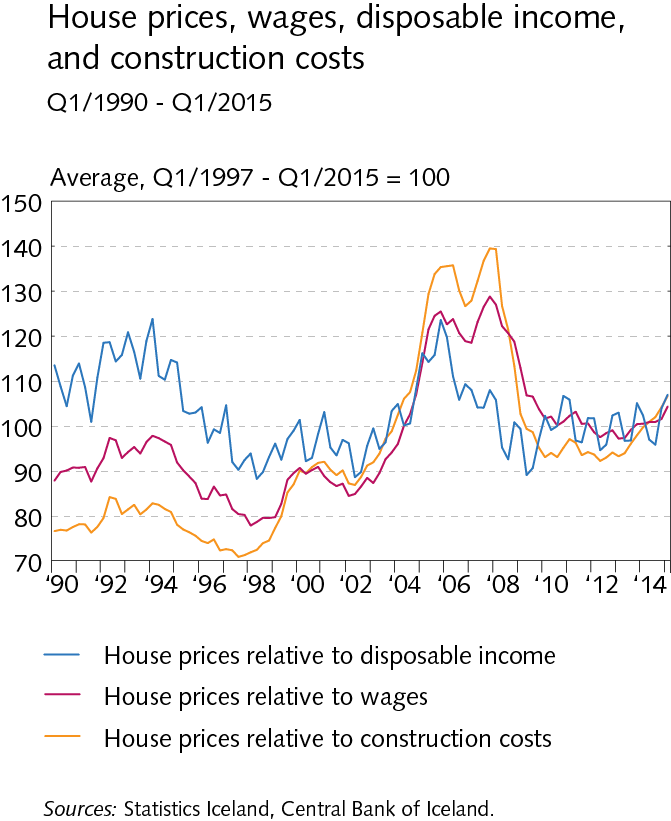 House prices, wages, disposable income,
and construction costs
Q1/1990 - Q1/2015
Average, Q1/1997 - Q1/2015 = 100
150
140
130
120
110
100
90
80
70
‘90 ‘92 ‘94 ‘96 ‘98 ‘00 ‘02 ‘04 ‘06 ‘08 ‘10 ‘12 ‘14
House prices relative to disposable income
House prices relative to wages
House prices relative to construction costs
Sources: Statistics Iceland, Central Bank of Iceland.